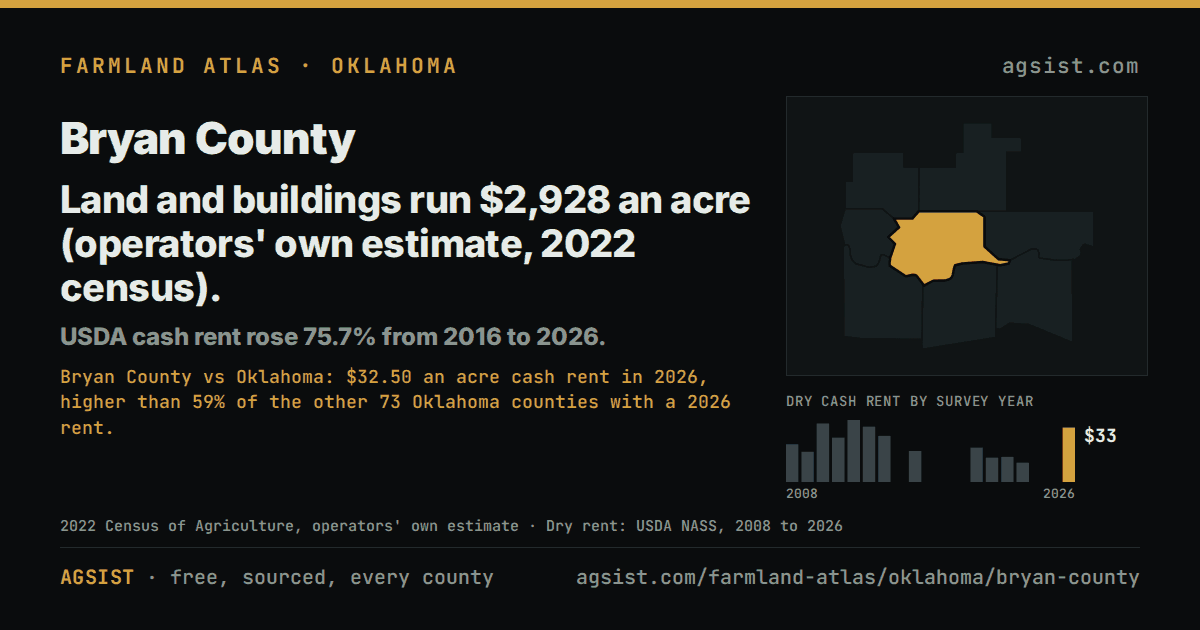 FARMLAND ATLAS · OKLAHOMA
agsist.com
Bryan County
Land and buildings run $2,928 an acre
(operators' own estimate, 2022
census).
USDA cash rent rose 75.7% from 2016 to 2026.
Bryan County vs Oklahoma: $32.50 an acre cash rent in 2026,
higher than 59% of the other 73 Oklahoma counties with a 2026
rent.
DRY CASH RENT BY SURVEY YEAR
$33
2008
2026
2022 Census of Agriculture, operators' own estimate · Dry rent: USDA NASS, 2008 to 2026
AGSIST · free, sourced, every county
agsist.com/farmland-atlas/oklahoma/bryan-county